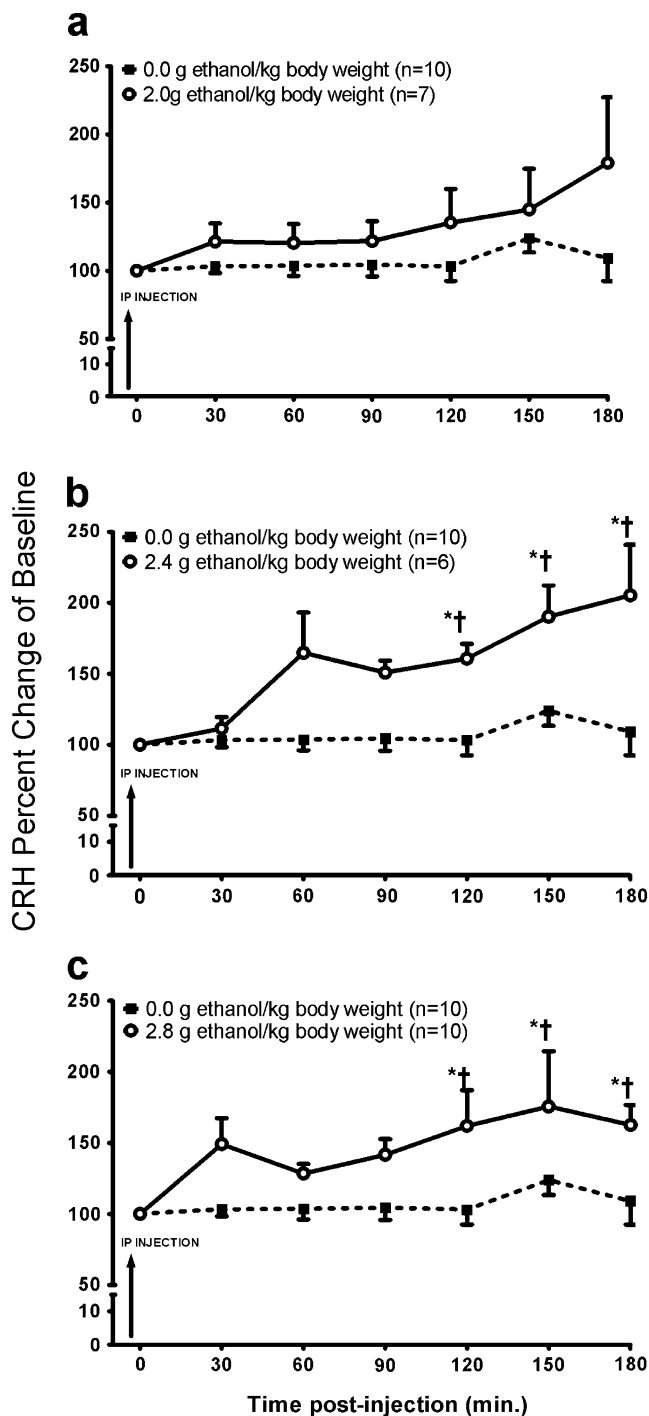 a
250
0.0 g ethanol/kg body weight (n=10)
2.0g ethanol/kg body weight (n=7)
200
150
100
IP INJECTION
50
10
0
0 30 60 90 120 150 180
CRH Percent Change of Baseline
b
250
0.0 g ethanol/kg body weight (n=10)
2.4 g ethanol/kg body weight (n=6)
*†
*†
*†
200
150
100
IP INJECTION
50
10
0
0 30 60 90 120 150 180
c
250
0.0 g ethanol/kg body weight (n=10)
2.8 g ethanol/kg body weight (n=10)
*†
*†
*†
200
150
100
IP INJECTION
50
10
0
0 30 60 90 120 150 180
Time post-injection (min.)